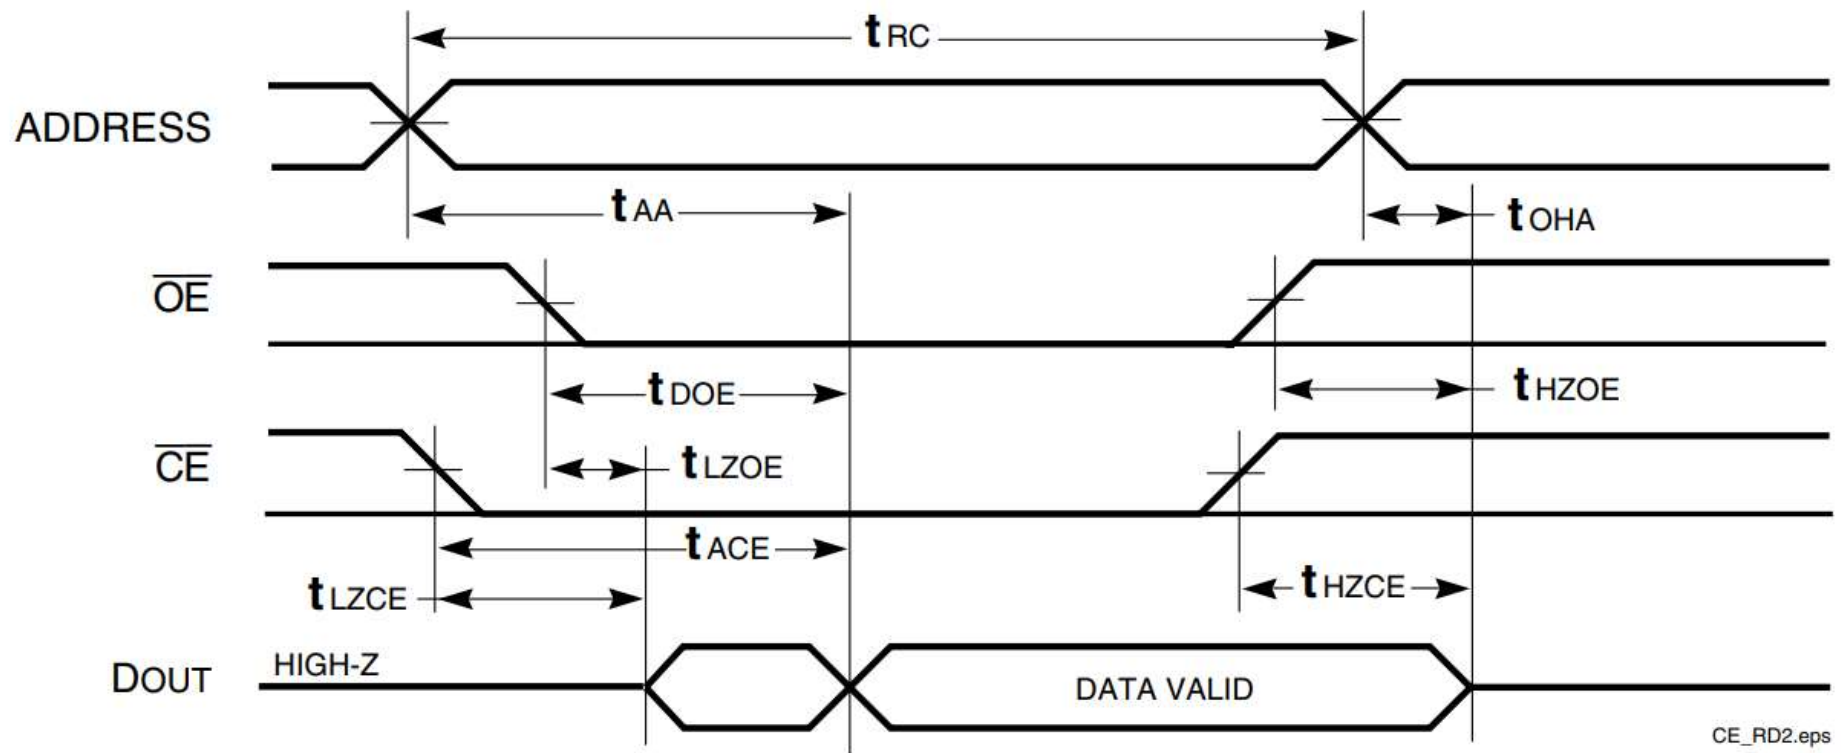 tRC
ADDRESS
tAA
tOHA
OE
tDOE
tHZOE
CE
tLZOE
tACE
tLZCE
tHZCE
DOUT
HIGH-Z
DATA VALID
CE_RD2.eps